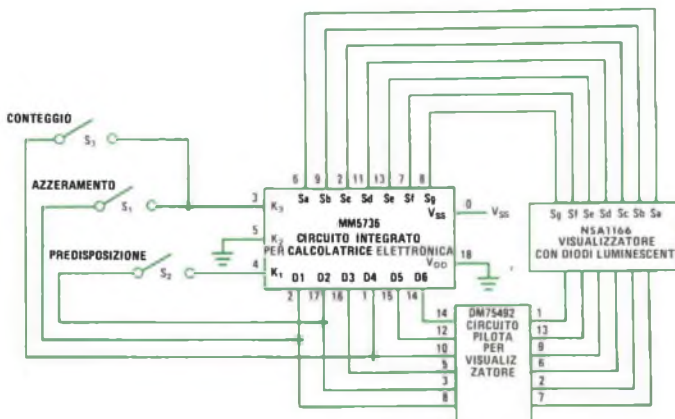 CONTEGGIO
S3
AZZERAMENTO
S1
PREDISPOSIZIONE
S2
6 9 2 11 13 7 8
Sa Sb Sc Sd Se Sf Sg
3 K3
5 K2
4 K1
MM5736
CIRCUITO INTEGRATO
PER CALCOLATRICE ELETTRONICA
VSS 0 VSS
VDD 18
D1 D2 D3 D4 D5 D6
2 17 16 1 15 14
Sg Sf Se Sd Sc Sb Sa
NSA1166
VISUALIZZATORE
CON DIODI LUMINESCENTI
DM75492
CIRCUITO
PILOTA
PER
VISUALIZ
ZATORE
14 1
12 13
10 9
5 6
3 2
8 7